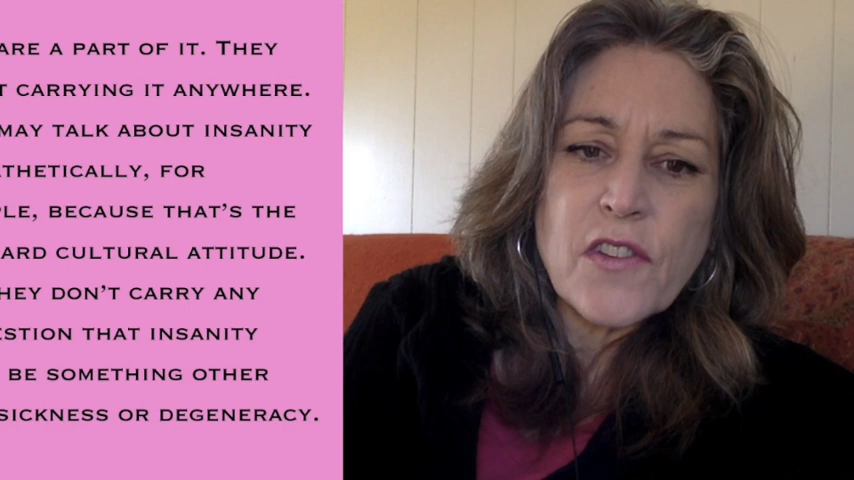 ARE A PART OF IT. THEY
CARRYING IT ANYWHERE.
MAY TALK ABOUT INSANITY
FOR
BECAUSE THAT'S THE
CULTURAL ATTITUDE.
DON'T CARRY ANY
THAT INSANITY
BE SOMETHING OTHER
SICKNESS OR DEGENERACY.